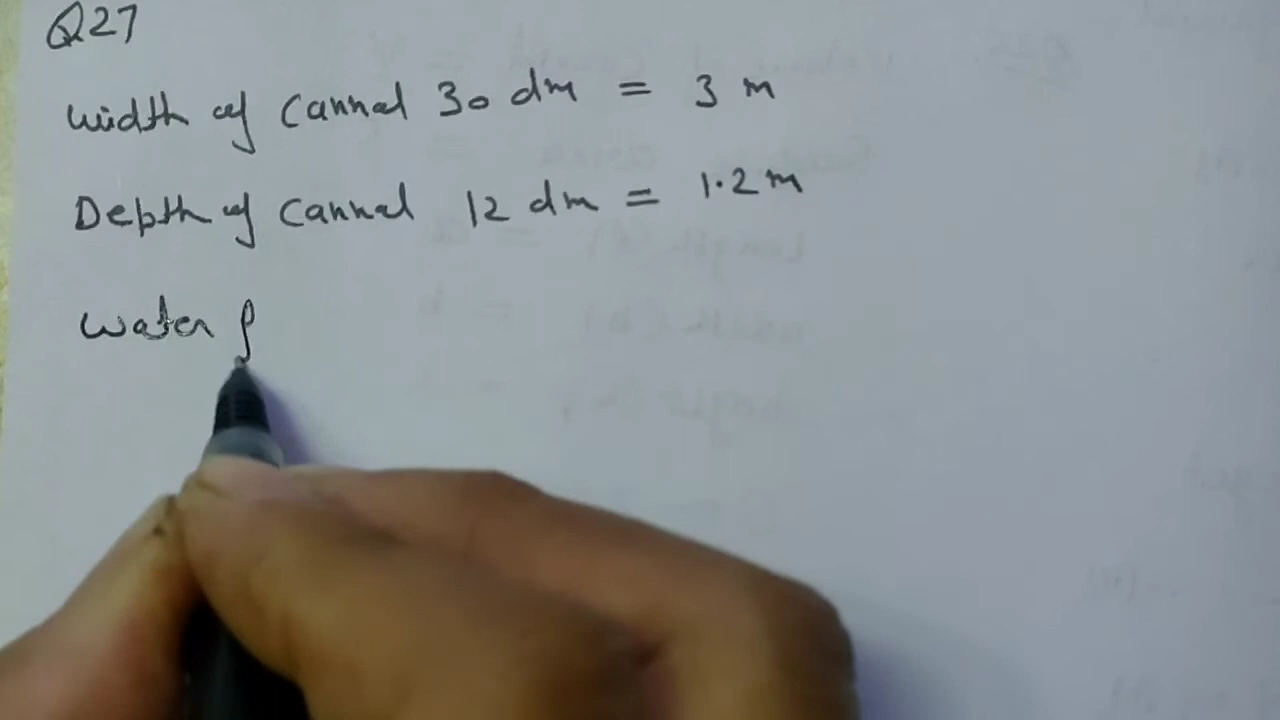 Q27
Width of Cannal 30 dm = 3 m
Depth of Cannal 12 dm = 1.2 m
Water